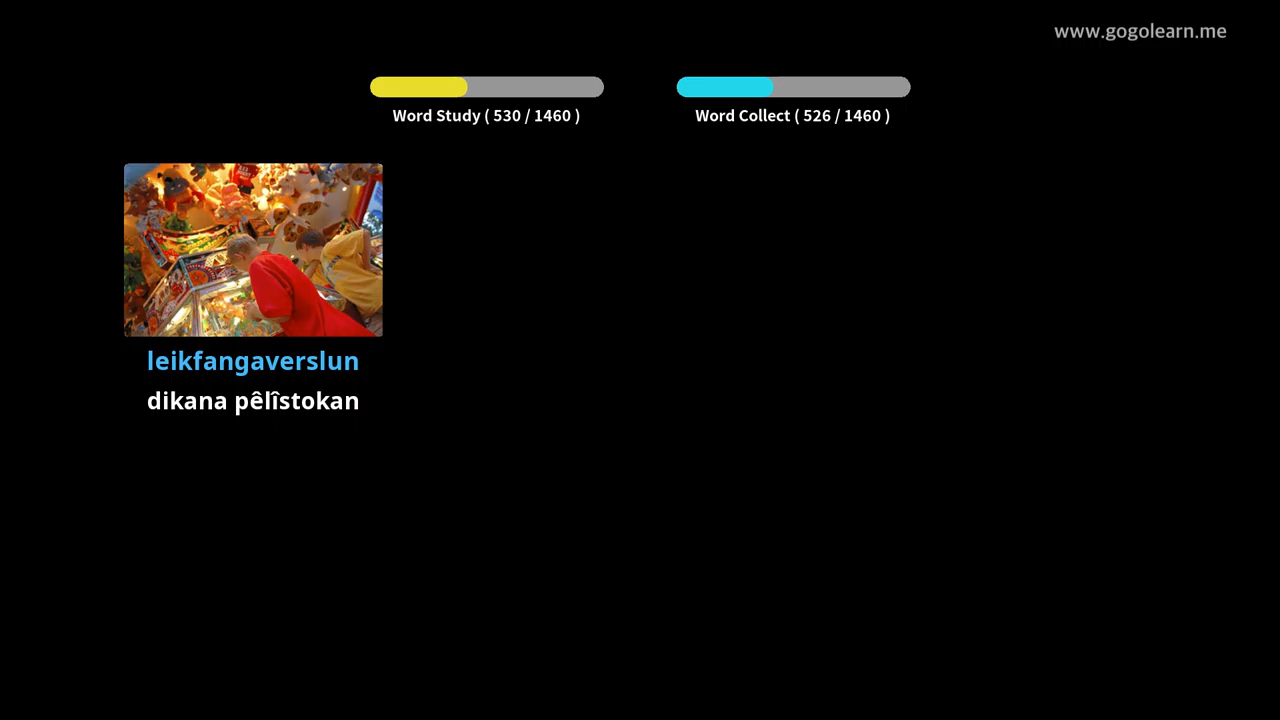 www.gogolearn.me
Word Study ( 530 / 1460 )
Word Collect ( 526 / 1460 )
leikfangaverslun
dikana pêlîstokan